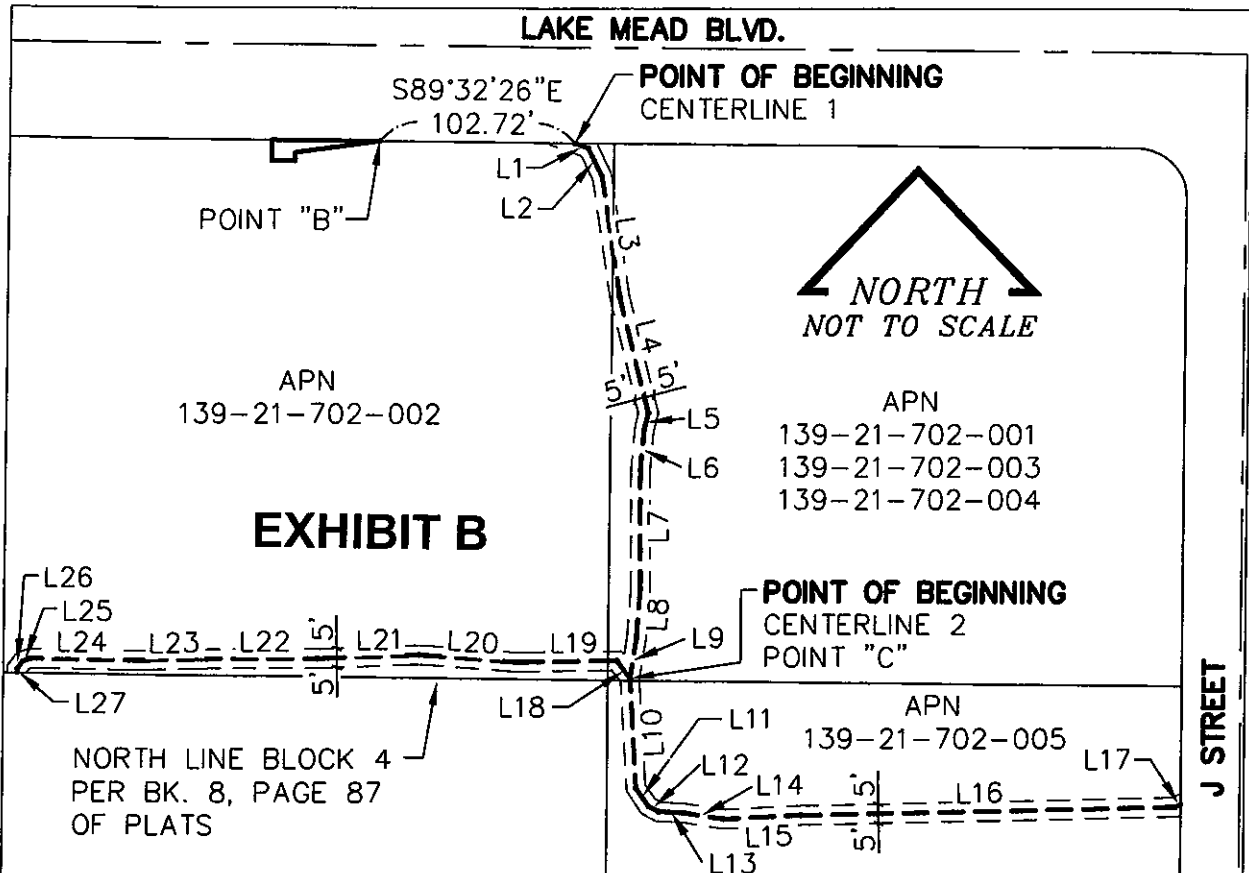 LAKE MEAD BLVD.
S89°32'26"E
102.72'
POINT OF BEGINNING
CENTERLINE 1
L1
L2
POINT "B"
L3
NORTH
NOT TO SCALE
L4
5' 5'
APN
139-21-702-002
L5
L6
APN
139-21-702-001
139-21-702-003
139-21-702-004
EXHIBIT B
L7
L8
L9
POINT OF BEGINNING
CENTERLINE 2
POINT "C"
L26
L25
L24
L23
L22
5'
5'
L21
L20
L19
L27
L18
NORTH LINE BLOCK 4
PER BK. 8, PAGE 87
OF PLATS
L10
L11
L12
L14
L13
L15
APN
139-21-702-005
5'
5'
L16
L17
J STREET